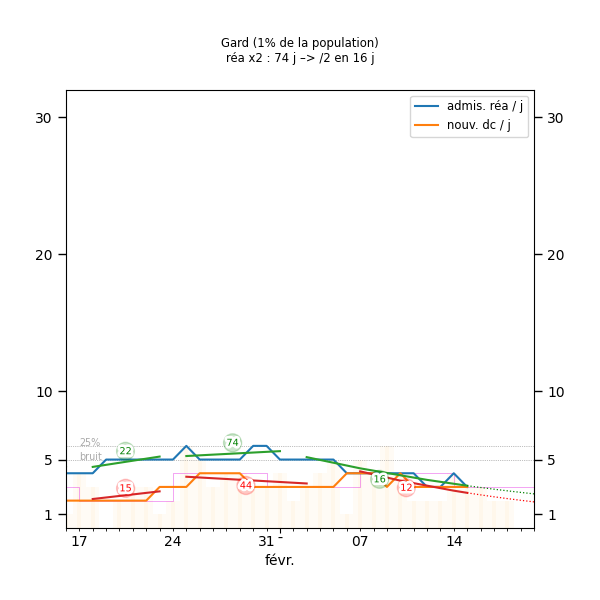 Gard (1% de la population)
réa x2 : 74 j –> /2 en 16 j
admis. réa / j
nouv. dc / j
30 30
20 20
10 10
25%
bruit
5 5
22 74
15 44 16 12
1 1
17 24 31 07 14
févr.